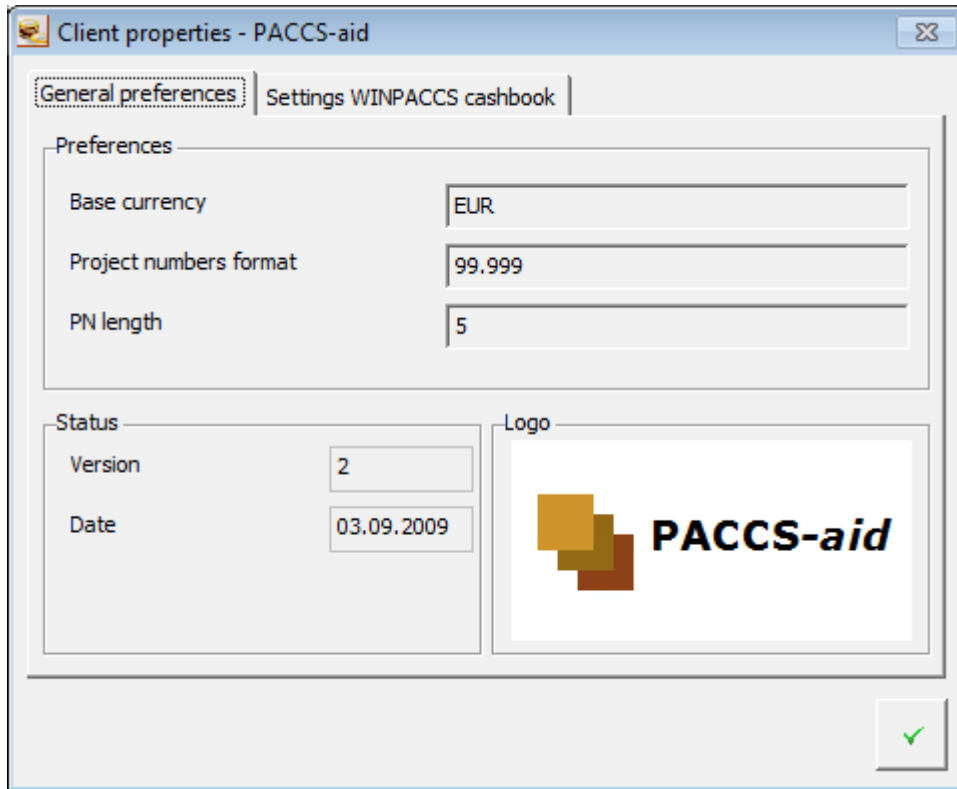 Client properties - PACCS-aid
General preferences
Settings WINPACCS cashbook
Preferences
Base currency
EUR
Project numbers format
99.999
PN length
5
Status
Version
2
Date
03.09.2009
Logo
PACCS-aid